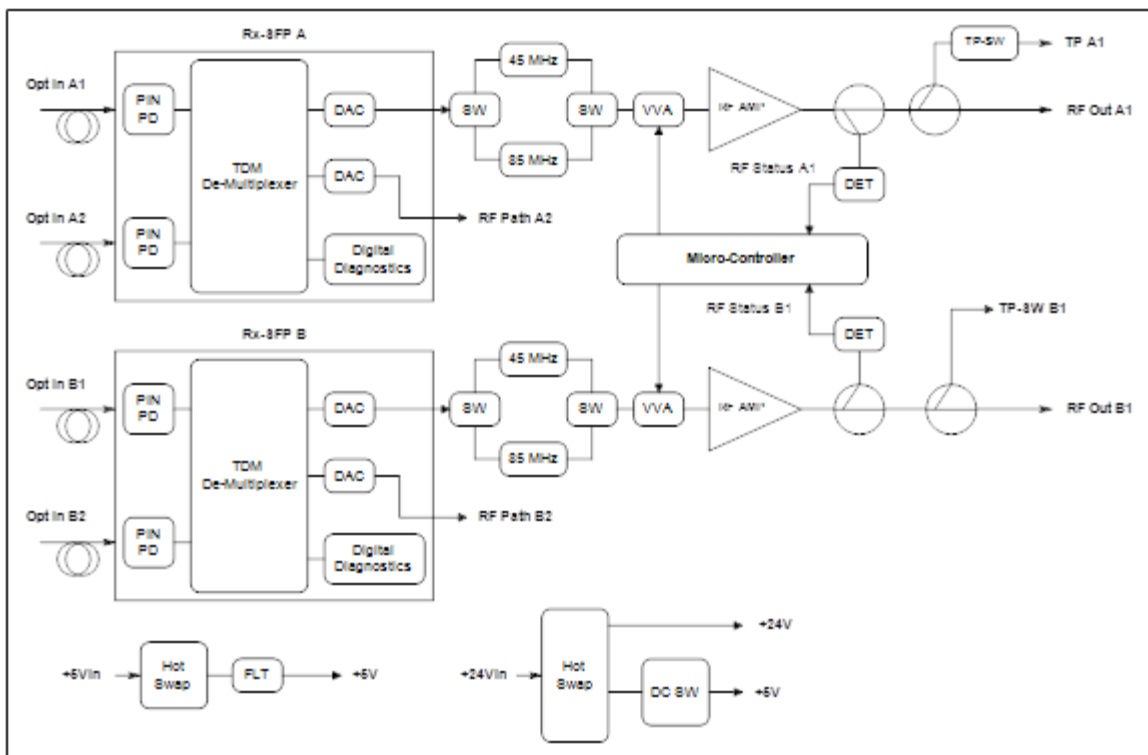 Rx-SFP A
TP-SW
TP A1
45 MHz
Opt In A1
PIN
PD
DAC
SW
SW
VVA
RF AMP
RF Out A1
85 MHz
RF Status A1
DET
TDM
De-Multiplexer
DAC
Opt In A2
RF Path A2
PIN
PD
Digital
Diagnostics
Micro-Controller
RF Status B1
TP-SW B1
Rx-SFP B
DET
45 MHz
Opt In B1
PIN
PD
DAC
SW
SW
VVA
RF AMP
RF Out B1
85 MHz
TDM
De-Multiplexer
DAC
Opt In B2
RF Path B2
PIN
PD
Digital
Diagnostics
+24V
+5VIn
Hot
Swap
FLT
+5V
+24VIn
Hot
Swap
DC SW
+5V